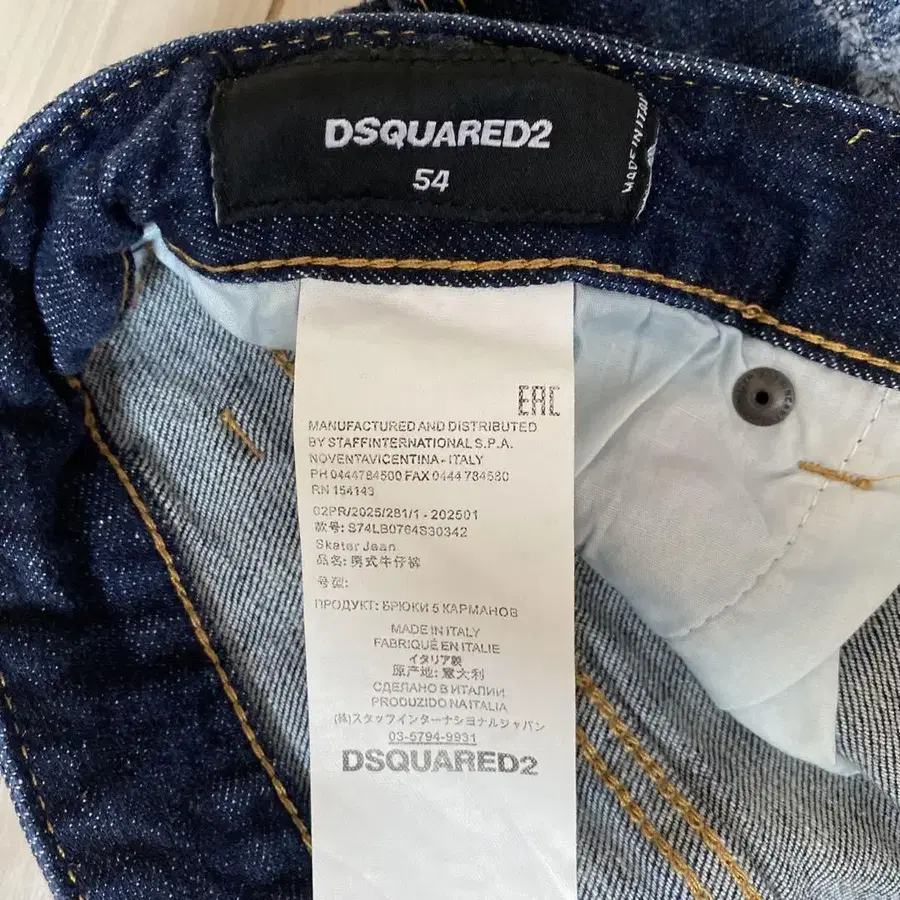 DSQUARED2
54
MADE IN ITALY
EAC
MANUFACTURED AND DISTRIBUTED
BY STAFFINTERNATIONAL S.P.A.
NOVENTAVICENTINA - ITALY
PH 0444784500 FAX 0444 784580
RN 154143
02PR/2025/281/1 - 202501
款号: S74LB0764S30342
Skater Jean
品名: 男式牛仔裤
号型:
ПРОДУКТ: БРЮКИ 5 КАРМАНОВ
MADE IN ITALY
FABRIQUÉ EN ITALIE
イタリア製
原产地: 意大利
СДЕЛАНО В ИТАЛИИ
PRODUZIDO NA ITALIA
(株)スタッフインターナショナルジャパン
03-5794-9931
DSQUARED2